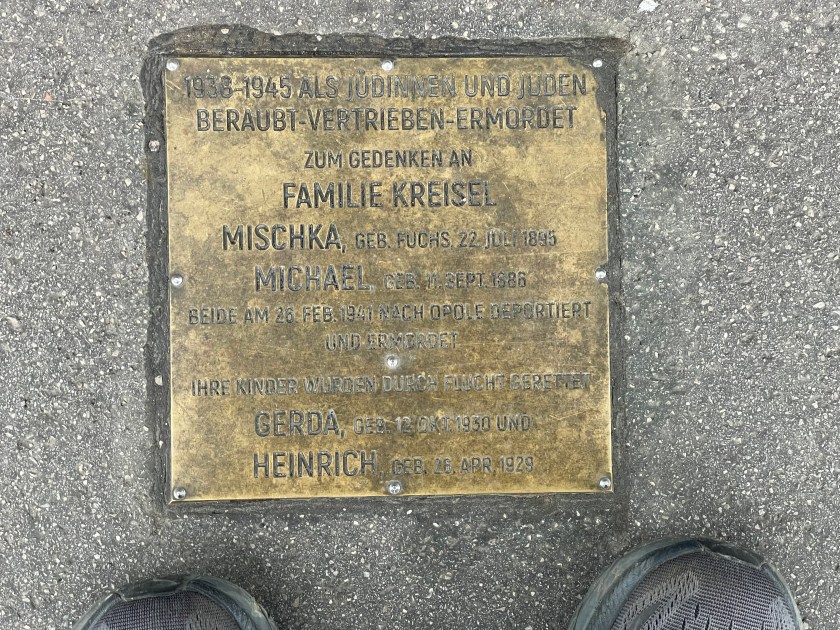 1938-1945 ALS JÜDINNEN UND JUDEN
BERAUBT-VERTRIEBEN-ERMORDET
ZUM GEDENKEN AN
FAMILIE KREISEL
MISCHKA, GEB. FUCHS, 22. JULI 1895
MICHAEL, GEB. 11. SEPT. 1886
BEIDE AM 26. FEB. 1941 NACH OPOLE DEPORTIERT
UND ERMORDET
IHRE KINDER WURDEN DURCH FLUCHT GERETTET
GERDA, GEB. 12. OKT. 1930 UND
HEINRICH, GEB. 26. APR. 1929